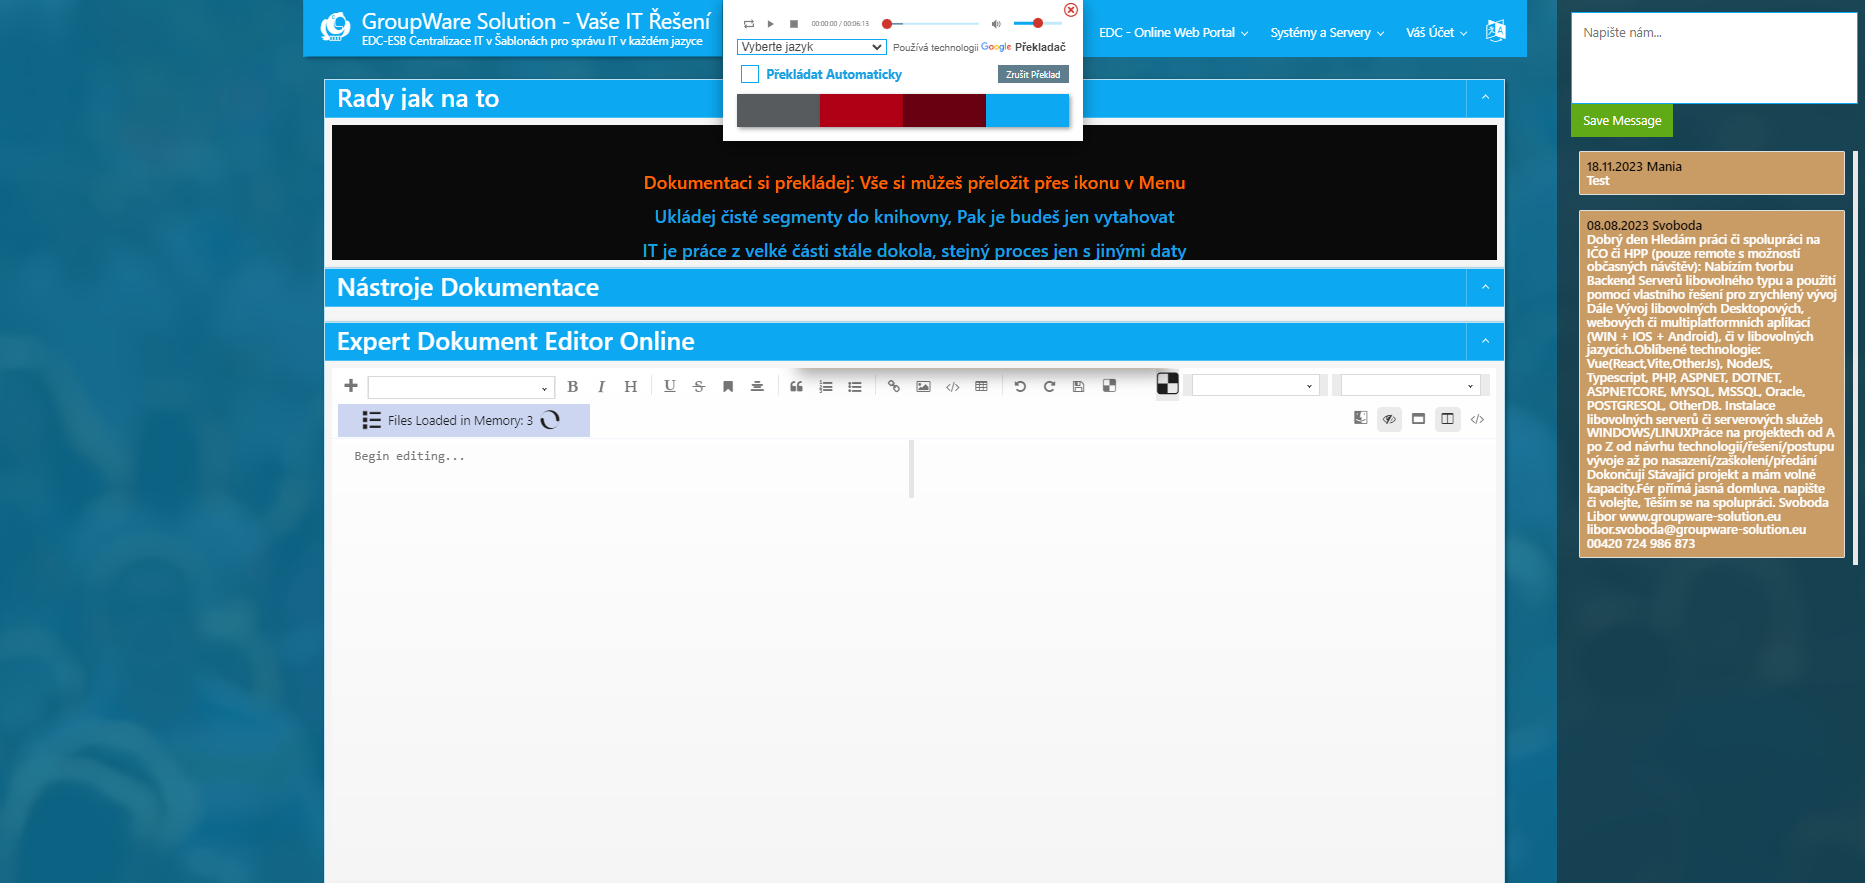 GroupWare Solution - Vaše IT Řešení
EDC-ESB Centralizace IT v Šablonách pro správu IT v každém jazyce
00:00:00 / 00:06:13
Vyberte jazyk
Používá technologii Google Překladač
Překládat Automaticky
Zrušit Překlad
EDC - Online Web Portal
Systémy a Servery
Váš Účet
Rady jak na to
Dokumentaci si překládej: Vše si můžeš přeložit přes ikonu v Menu
Ukládej čisté segmenty do knihovny, Pak je budeš jen vytahovat
IT je práce z velké části stále dokola, stejný proces jen s jinými daty
Nástroje Dokumentace
Expert Dokument Editor Online
Files Loaded in Memory: 3
Begin editing...
Napište nám...
Save Message
18.11.2023 Mania
Test
08.08.2023 Svoboda
Dobrý den Hledám práci či spolupráci na
IČO či HPP (pouze remote s možností
občasných návštěv): Nabízím tvorbu
Backend Serverů libovolného typu a použití
pomocí vlastního řešení pro zrychlený vývoj
Dále Vývoj libovolných Desktopových,
webových čí multiplatformních aplikací
(WIN + IOS + Android), či v libovolných
jazycích.Oblíbené technologie:
Vue(React,Vite,OtherJs), NodeJS,
Typescript, PHP, ASPNET, DOTNET,
ASPNETCORE, MYSQL, MSSQL, Oracle,
POSTGRESQL, OtherDB. Instalace
libovolných serverů či serverových služeb
WINDOWS/LINUXPráce na projektech od A
po Z od návrhu technologií/řešení/postupu
vývoje až po nasazení/zaškolení/předání
Dokončuji Stávající projekt a mám volné
kapacity.Fér přímá jasná domluva. napište
či volejte, Těším se na spolupráci. Svoboda
Libor www.groupware-solution.eu
libor.svoboda@groupware-solution.eu
00420 724 986 873